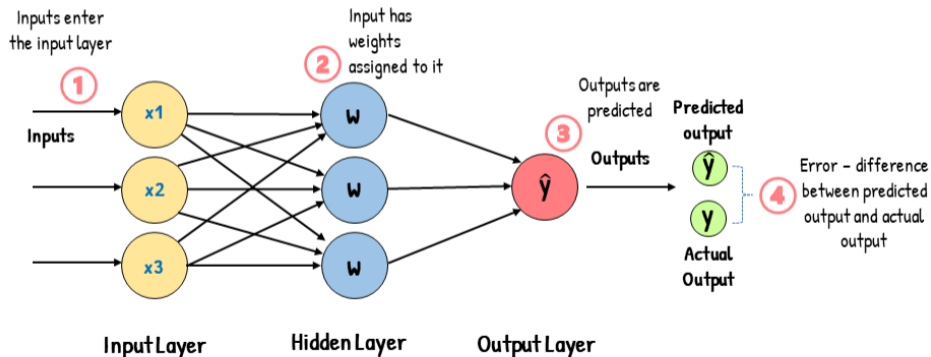 Inputs enter
the input layer
1
Inputs
x1
x2
x3
Input Layer
Input has
weights
assigned to it
2
w
w
w
Hidden Layer
Outputs are
predicted
3
ŷ
Outputs
Output Layer
Predicted
output
ŷ
y
Actual
Output
4
Error – difference
between predicted
output and actual
output